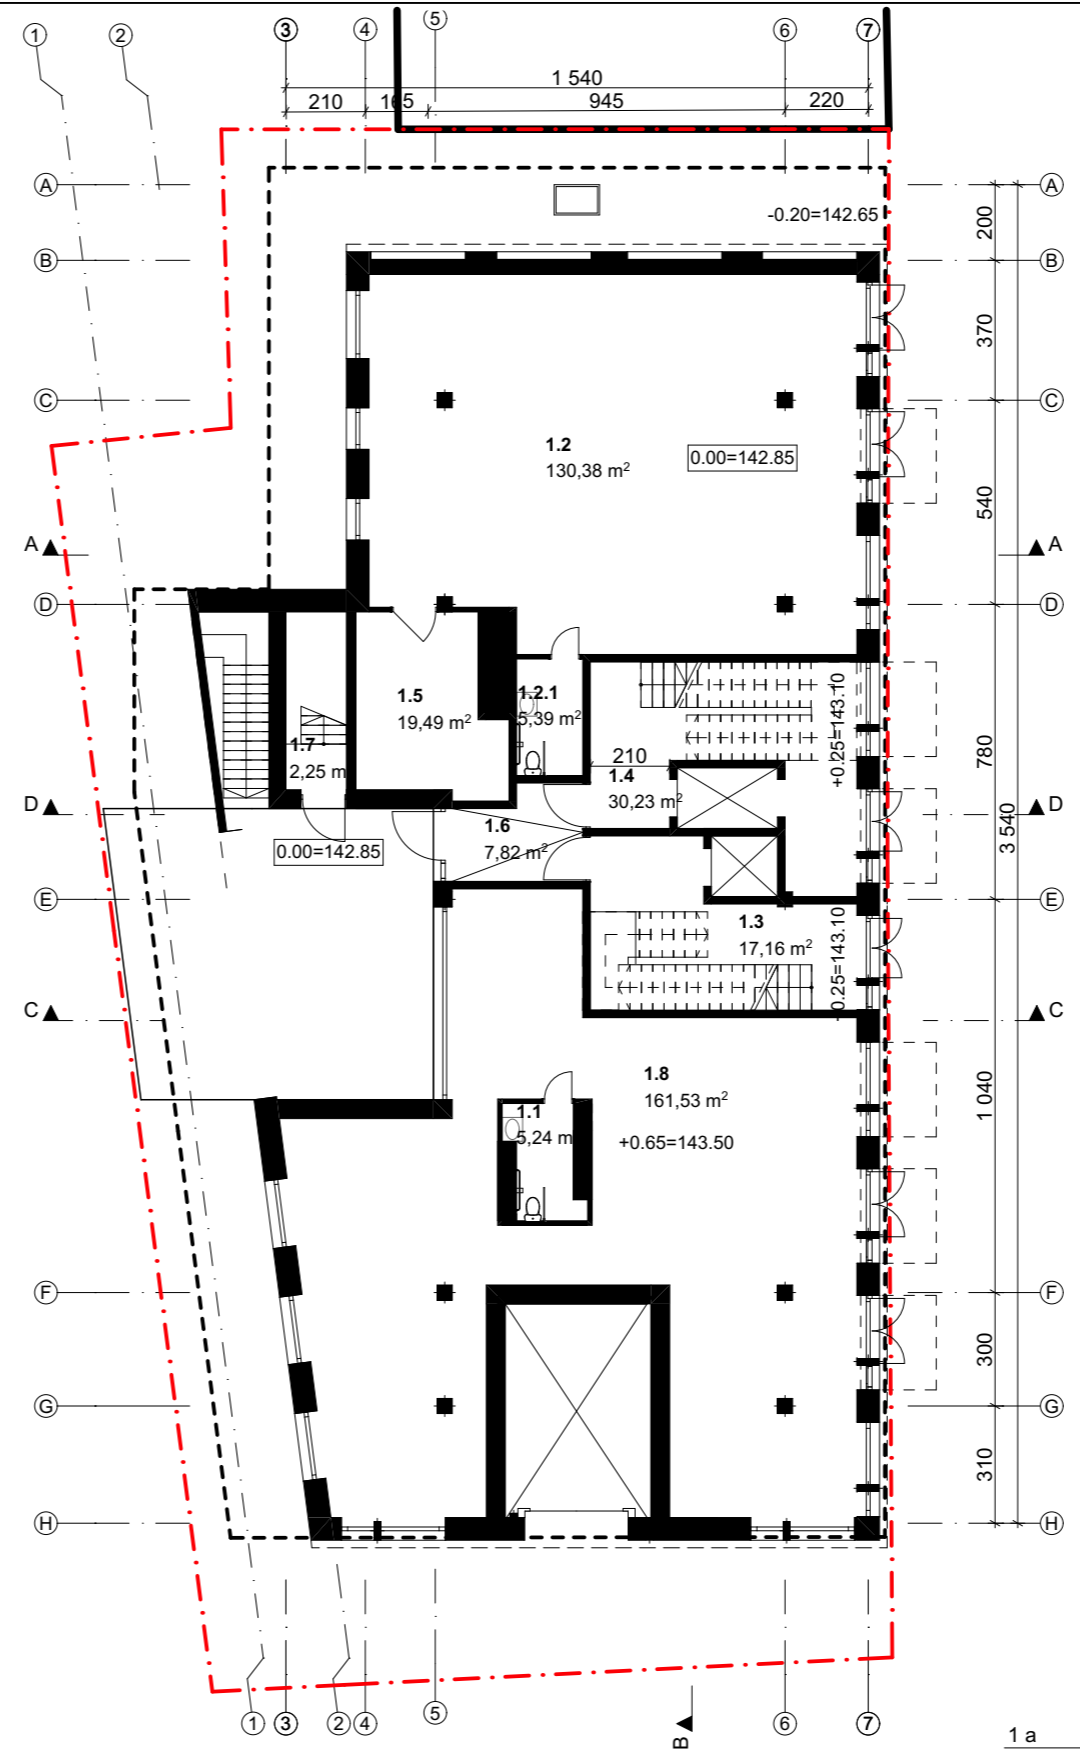 1
2
3
4
5
6
7
1 540
210
165
945
220
A
A
-0.20=142.65
200
B
B
370
C
C
1.2
130,38 m²
0.00=142.85
540
A
A
D
D
1.5
19,49 m²
1.2.1
5,39 m²
+0.25=143.10
1.7
2,25 m
210
1.4
30,23 m²
780
D
D
1.6
7,82 m²
0.00=142.85
3 540
E
E
1.3
17,16 m²
0.25=143.10
C
C
1.8
161,53 m²
1 040
1.1
5,24 m
+0.65=143.50
F
F
300
G
G
310
H
H
1
3
2
4
5
B
6
7
1 a